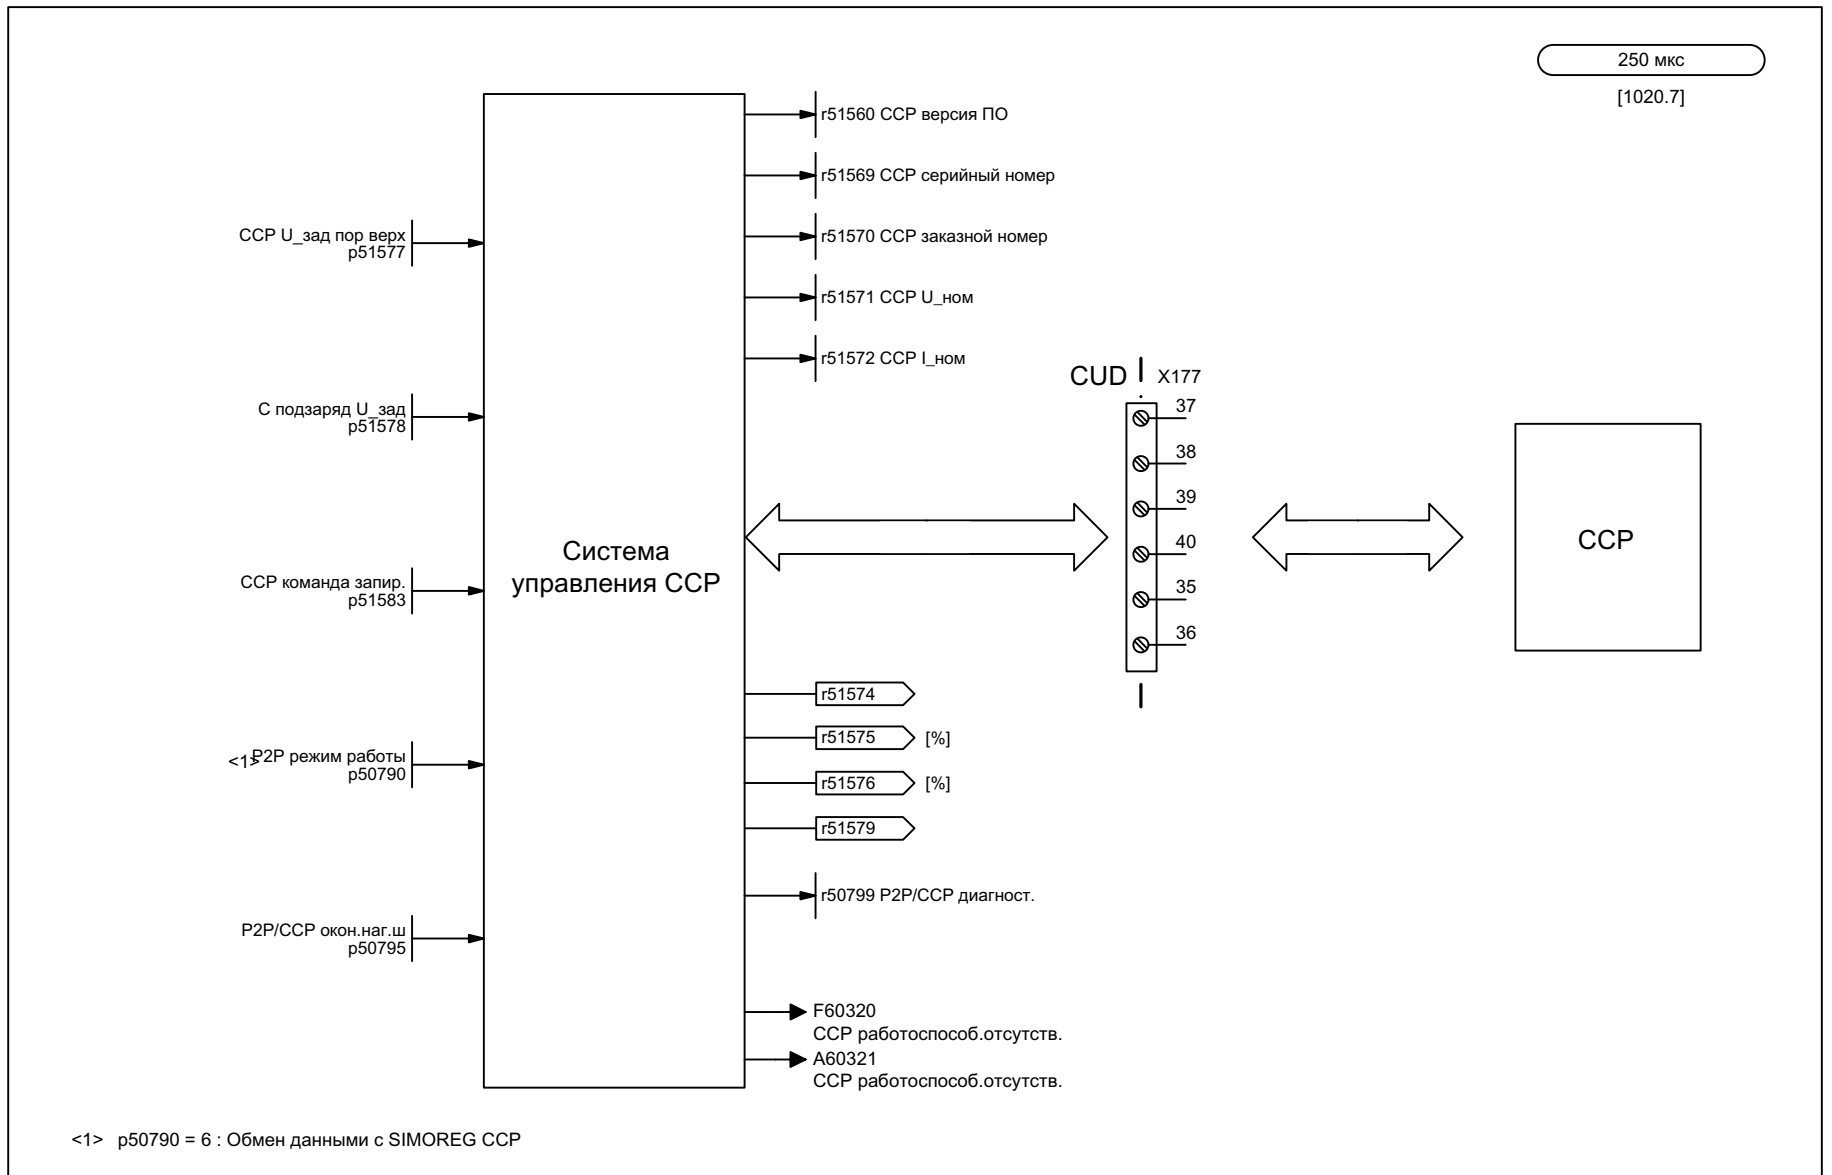 250 мкс
[1020.7]
r51560 CCP версия ПО
r51569 CCP серийный номер
r51570 CCP заказной номер
r51571 CCP U_ном
r51572 CCP I_ном
CCP U_зад пор верх
p51577
С подзаряд U_зад
p51578
CCP команда запир.
p51583
<1>
P2P режим работы
p50790
P2P/CCP окон.наг.ш
p50795
Система
управления CCP
CUD
X177
37
38
39
40
35
36
CCP
r51574
r51575
[%]
r51576
[%]
r51579
r50799 P2P/CCP диагност.
F60320
CCP работоспособ.отсутств.
A60321
CCP работоспособ.отсутств.
<1> p50790 = 6 : Обмен данными с SIMOREG CCP